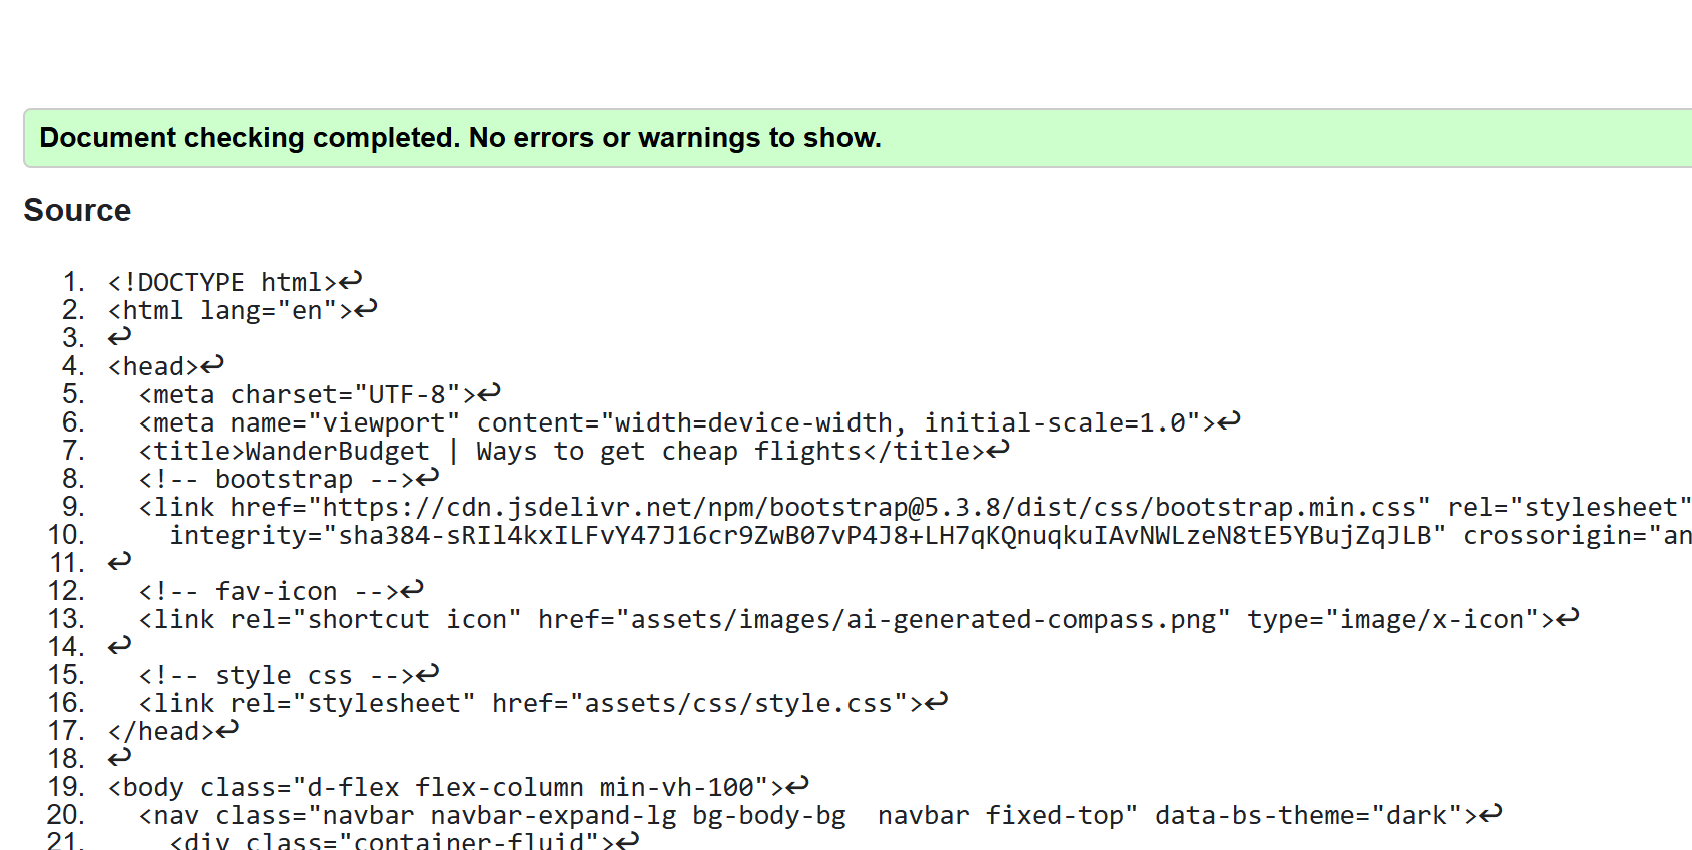 Document checking completed. No errors or warnings to show.
Source
1. <!DOCTYPE html>↩
2. <html lang="en">↩
3. ↩
4. <head>↩
5. <meta charset="UTF-8">↩
6. <meta name="viewport" content="width=device-width, initial-scale=1.0">↩
7. <title>WanderBudget | Ways to get cheap flights</title>↩
8. <!-- bootstrap -->↩
9. <link href="https://cdn.jsdelivr.net/npm/bootstrap@5.3.8/dist/css/bootstrap.min.css" rel="stylesheet"
10. integrity="sha384-sRIl4kxILFvY47J16cr9ZwB07vP4J8+LH7qKQnuqkuIAvNWLzeN8tE5YBujZqJLB" crossorigin="an
11. ↩
12. <!-- fav-icon -->↩
13. <link rel="shortcut icon" href="assets/images/ai-generated-compass.png" type="image/x-icon">↩
14. ↩
15. <!-- style css -->↩
16. <link rel="stylesheet" href="assets/css/style.css">↩
17. </head>↩
18. ↩
19. <body class="d-flex flex-column min-vh-100">↩
20. <nav class="navbar navbar-expand-lg bg-body-bg  navbar fixed-top" data-bs-theme="dark">↩
21. <div class="container-fluid">↩